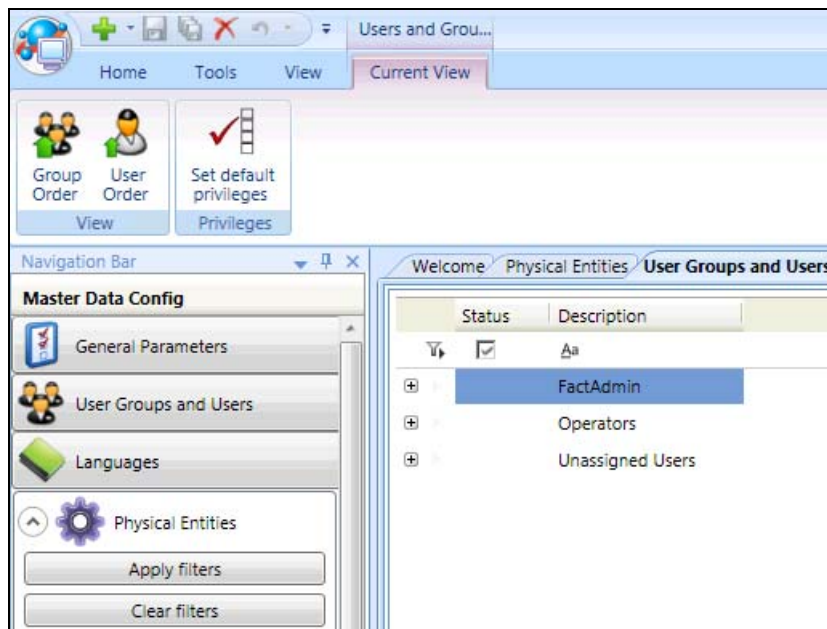 Users and Grou...
Home Tools View Current View
Group Order User Order Set default privileges
View Privileges
Navigation Bar
Welcome Physical Entities User Groups and Users
Master Data Config
Status Description
General Parameters
Aa
User Groups and Users
FactAdmin
Operators
Languages
Unassigned Users
Physical Entities
Apply filters
Clear filters